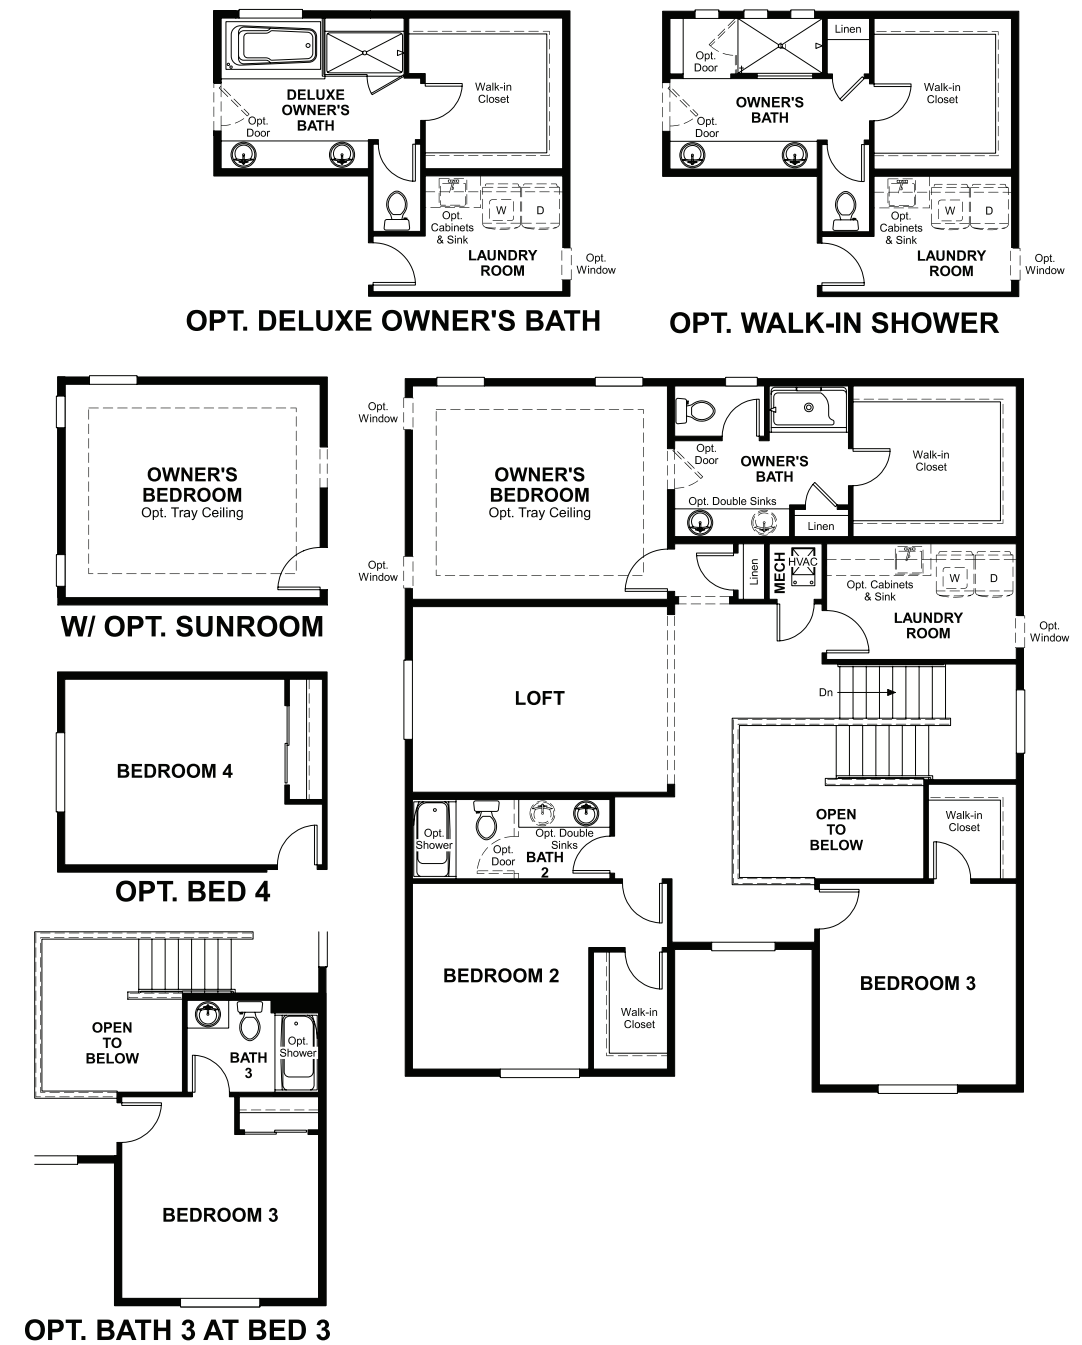 DELUXE
OWNER'S
BATH
Opt.
Door
Walk-in
Closet
Opt.
Cabinets
& Sink
W
D
LAUNDRY
ROOM
Opt.
Window
OPT. DELUXE OWNER'S BATH
Opt.
Door
Linen
OWNER'S
BATH
Opt.
Door
Walk-in
Closet
Opt.
Cabinets
& Sink
W
D
LAUNDRY
ROOM
Opt.
Window
OPT. WALK-IN SHOWER
OWNER'S
BEDROOM
Opt. Tray Ceiling
W/ OPT. SUNROOM
Opt.
Window
OWNER'S
BEDROOM
Opt. Tray Ceiling
Opt.
Window
Opt.
Door
OWNER'S
BATH
Opt. Double Sinks
Linen
Walk-in
Closet
Linen
MECH
HVAC
Opt. Cabinets
& Sink
W
D
LAUNDRY
ROOM
Opt.
Window
LOFT
Dn
OPEN
TO
BELOW
Walk-in
Closet
Opt.
Shower
Opt.
Door
Opt. Double
Sinks
BATH
2
BEDROOM 2
Walk-in
Closet
BEDROOM 3
BEDROOM 4
OPT. BED 4
OPEN
TO
BELOW
BATH
3
Opt.
Shower
BEDROOM 3
OPT. BATH 3 AT BED 3